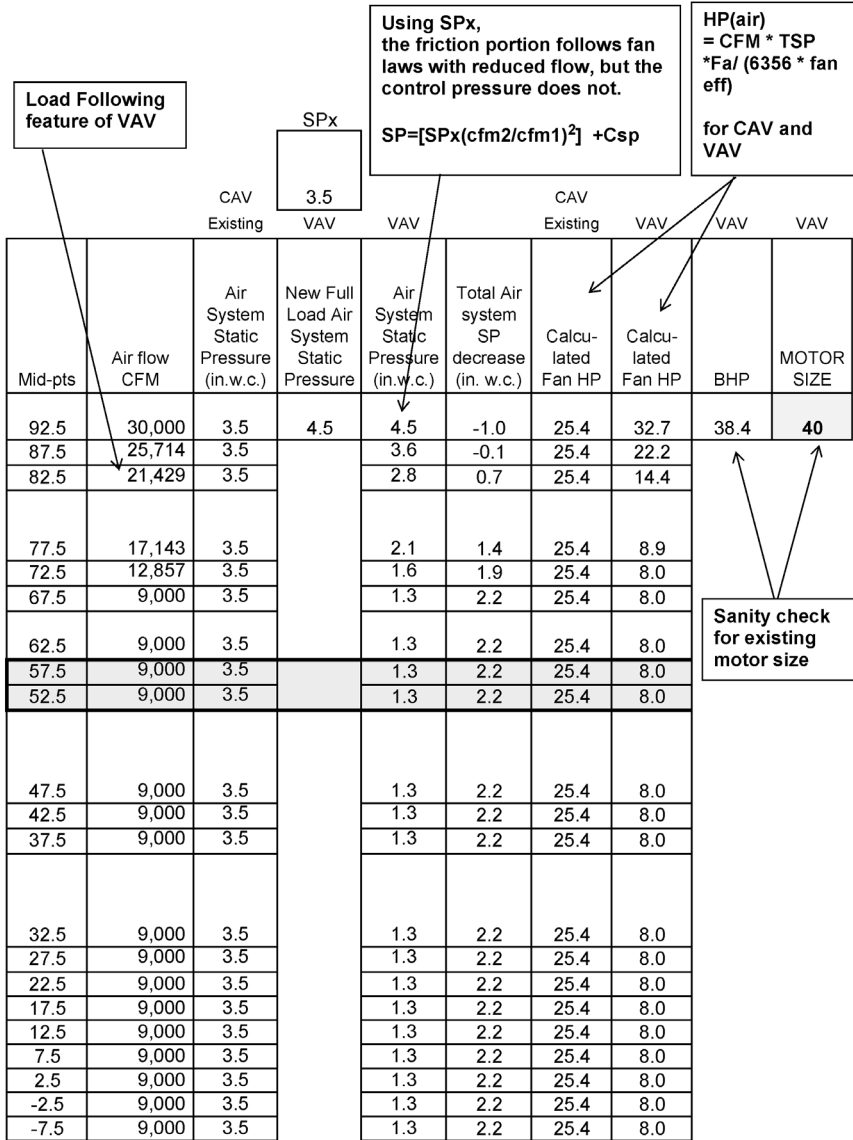 Using SPx,
the friction portion follows fan
laws with reduced flow, but the
control pressure does not.
SP=[SPx(cfm2/cfm1)²] +Csp
HP(air)
= CFM * TSP
*Fa/ (6356 * fan
eff)
for CAV and
VAV
Load Following
feature of VAV
SPx
3.5
CAV CAV
Existing VAV VAV Existing VAV VAV VAV
Mid-pts
Air flow
CFM
Air
System
Static
Pressure
(in.w.c.)
New Full
Load Air
System
Static
Pressure
Air
System
Static
Pressure
(in.w.c.)
Total Air
system
SP
decrease
(in. w.c.)
Calcu-
lated
Fan HP
Calcu-
lated
Fan HP
BHP
MOTOR
SIZE
92.5 30,000 3.5 4.5 4.5 -1.0 25.4 32.7 38.4 40
87.5 25,714 3.5 3.6 -0.1 25.4 22.2
82.5 21,429 3.5 2.8 0.7 25.4 14.4
77.5 17,143 3.5 2.1 1.4 25.4 8.9
72.5 12,857 3.5 1.6 1.9 25.4 8.0
67.5 9,000 3.5 1.3 2.2 25.4 8.0
62.5 9,000 3.5 1.3 2.2 25.4 8.0
57.5 9,000 3.5 1.3 2.2 25.4 8.0
52.5 9,000 3.5 1.3 2.2 25.4 8.0
Sanity check
for existing
motor size
47.5 9,000 3.5 1.3 2.2 25.4 8.0
42.5 9,000 3.5 1.3 2.2 25.4 8.0
37.5 9,000 3.5 1.3 2.2 25.4 8.0
32.5 9,000 3.5 1.3 2.2 25.4 8.0
27.5 9,000 3.5 1.3 2.2 25.4 8.0
22.5 9,000 3.5 1.3 2.2 25.4 8.0
17.5 9,000 3.5 1.3 2.2 25.4 8.0
12.5 9,000 3.5 1.3 2.2 25.4 8.0
7.5 9,000 3.5 1.3 2.2 25.4 8.0
2.5 9,000 3.5 1.3 2.2 25.4 8.0
-2.5 9,000 3.5 1.3 2.2 25.4 8.0
-7.5 9,000 3.5 1.3 2.2 25.4 8.0